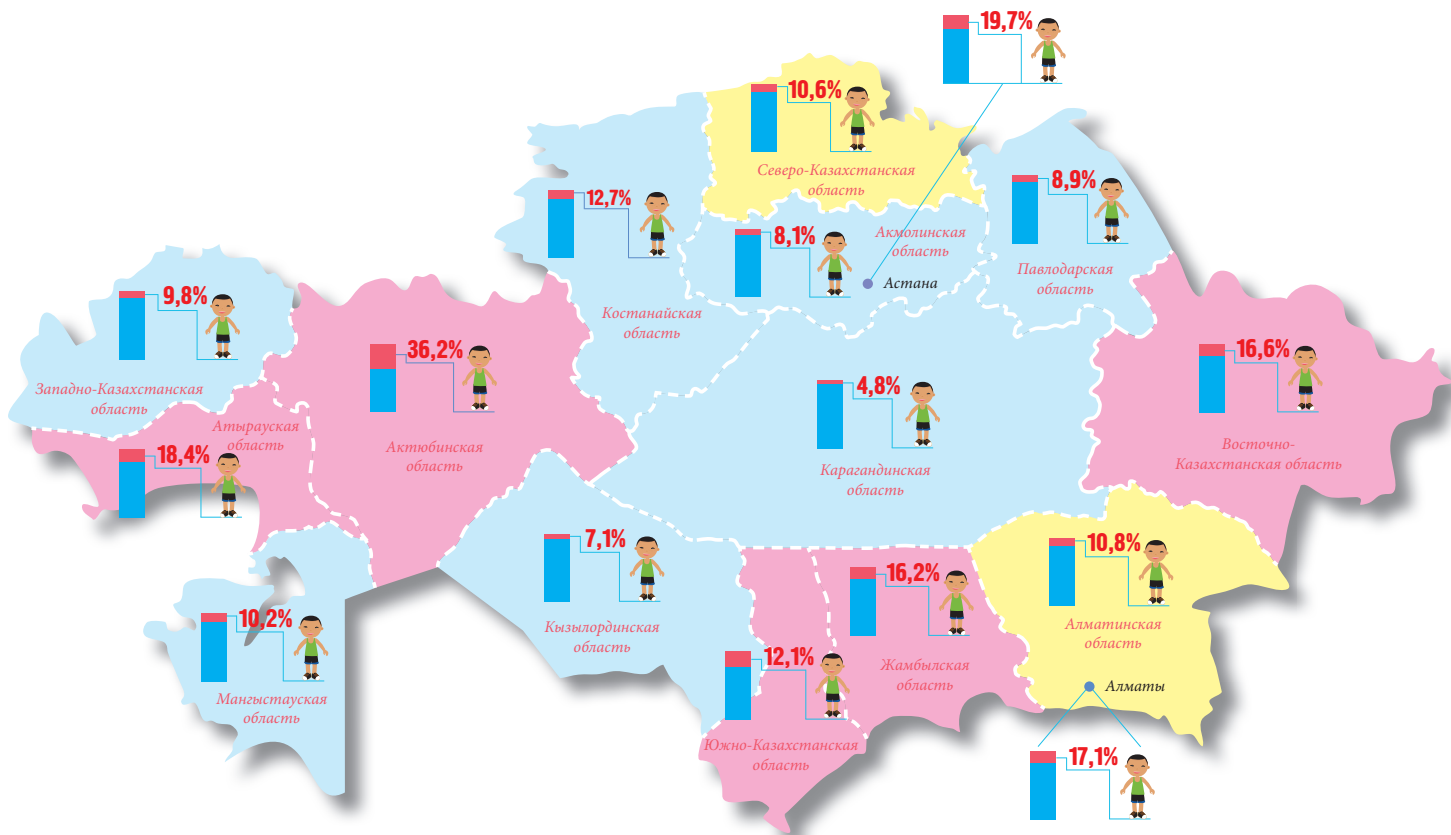 19,7%
10,6%
Северо-Казахстанская
область
12,7%
Костанайская
область
8,1%
Акмолинская
область
Астана
8,9%
Павлодарская
область
9,8%
Западно-Казахстанская
область
Атырауская
область
18,4%
36,2%
Актюбинская
область
4,8%
Карагандинская
область
16,6%
Восточно-
Казахстанская область
7,1%
Кызылординская
область
10,2%
Мангыстауская
область
12,1%
Южно-Казахстанская
область
16,2%
Жамбылская
область
10,8%
Алматинская
область
Алматы
17,1%